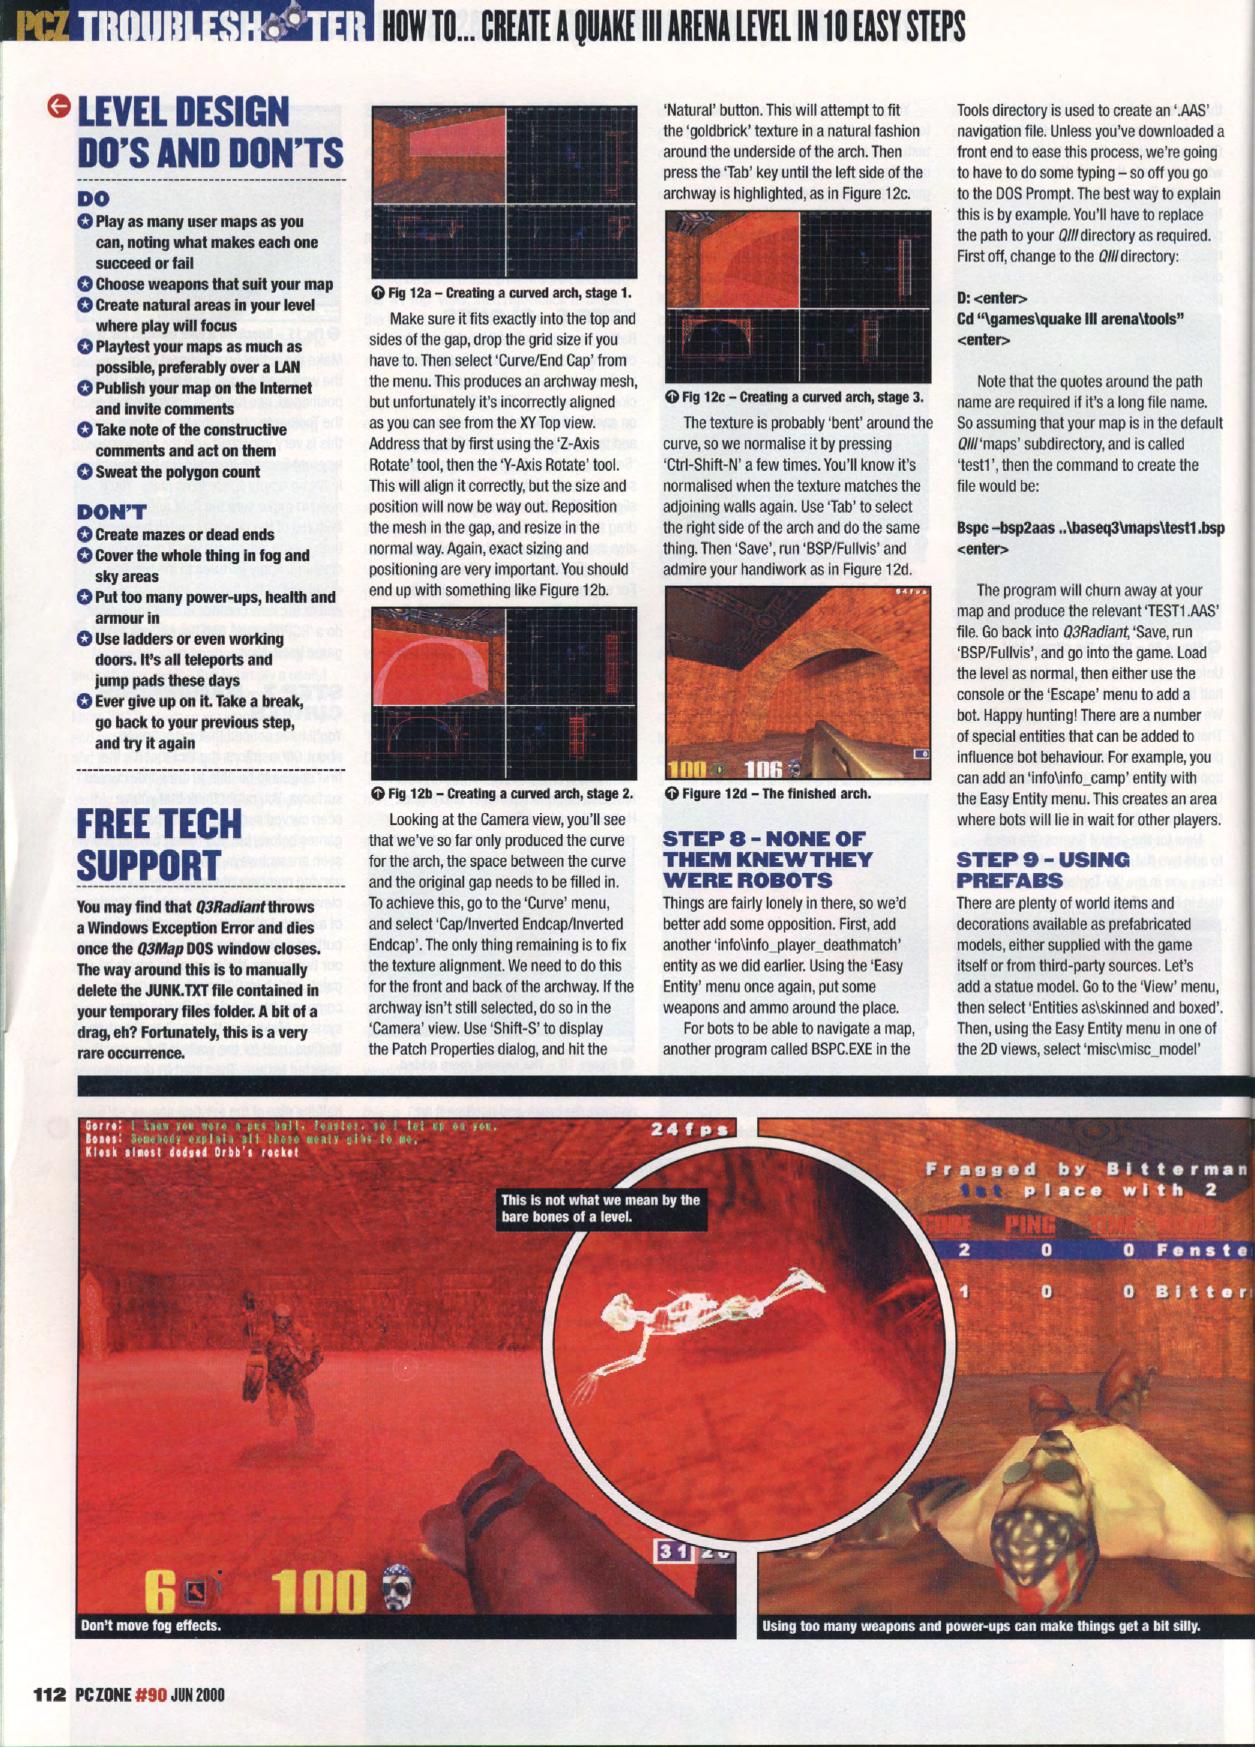 PCZ TROUBLESHOOTER HOW TO... CREATE A QUAKE III ARENA LEVEL IN 10 EASY STEPS
LEVEL DESIGN
DO'S AND DON'TS
DO
Play as many user maps as you
can, noting what makes each one
succeed or fail
Choose weapons that suit your map
Create natural areas in your level
where play will focus
Playtest your maps as much as
possible, preferably over a LAN
Publish your map on the Internet
and invite comments
Take note of the constructive
comments and act on them
Sweat the polygon count
DON'T
Create mazes or dead ends
Cover the whole thing in fog and
sky areas
Put too many power-ups, health and
armour in
Use ladders or even working
doors. It's all teleports and
jump pads these days
Ever give up on it. Take a break,
go back to your previous step,
and try it again
FREE TECH
SUPPORT
You may find that Q3Radiant throws
a Windows Exception Error and dies
once the Q3Map DOS window closes.
The way around this is to manually
delete the JUNK.TXT file contained in
your temporary files folder. A bit of a
drag, eh? Fortunately, this is a very
rare occurrence.
Fig 12a – Creating a curved arch, stage 1.
Make sure it fits exactly into the top and
sides of the gap, drop the grid size if you
have to. Then select 'Curve/End Cap' from
the menu. This produces an archway mesh,
but unfortunately it's incorrectly aligned
as you can see from the XY Top view.
Address that by first using the 'Z-Axis
Rotate' tool, then the 'Y-Axis Rotate' tool.
This will align it correctly, but the size and
position will now be way out. Reposition
the mesh in the gap, and resize in the
normal way. Again, exact sizing and
positioning are very important. You should
end up with something like Figure 12b.
Fig 12b – Creating a curved arch, stage 2.
Looking at the Camera view, you'll see
that we've so far only produced the curve
for the arch, the space between the curve
and the original gap needs to be filled in.
To achieve this, go to the 'Curve' menu,
and select 'Cap/Inverted Endcap/Inverted
Endcap'. The only thing remaining is to fix
the texture alignment. We need to do this
for the front and back of the archway. If the
archway isn't still selected, do so in the
'Camera' view. Use 'Shift-S' to display
the Patch Properties dialog, and hit the
'Natural' button. This will attempt to fit
the 'goldbrick' texture in a natural fashion
around the underside of the arch. Then
press the 'Tab' key until the left side of the
archway is highlighted, as in Figure 12c.
Fig 12c – Creating a curved arch, stage 3.
The texture is probably 'bent' around the
curve, so we normalise it by pressing
'Ctrl-Shift-N' a few times. You'll know it's
normalised when the texture matches the
adjoining walls again. Use 'Tab' to select
the right side of the arch and do the same
thing. Then 'Save', run 'BSP/Fullvis' and
admire your handiwork as in Figure 12d.
100 106
Figure 12d – The finished arch.
STEP 8 – NONE OF
THEM KNEW THEY
WERE ROBOTS
Things are fairly lonely in there, so we'd
better add some opposition. First, add
another 'info\info_player_deathmatch'
entity as we did earlier. Using the 'Easy
Entity' menu once again, put some
weapons and ammo around the place.
For bots to be able to navigate a map,
another program called BSPC.EXE in the
Tools directory is used to create an '.AAS'
navigation file. Unless you've downloaded a
front end to ease this process, we're going
to have to do some typing – so off you go
to the DOS Prompt. The best way to explain
this is by example. You'll have to replace
the path to your QIII directory as required.
First off, change to the QIII directory:
D: <enter>
Cd "\games\quake III arena\tools"
<enter>
Note that the quotes around the path
name are required if it's a long file name.
So assuming that your map is in the default
QIII 'maps' subdirectory, and is called
'test1', then the command to create the
file would be:
Bspc –bsp2aas ..\baseq3\maps\test1.bsp
<enter>
The program will churn away at your
map and produce the relevant 'TEST1.AAS'
file. Go back into Q3Radiant, 'Save, run
'BSP/Fullvis', and go into the game. Load
the level as normal, then either use the
console or the 'Escape' menu to add a
bot. Happy hunting! There are a number
of special entities that can be added to
influence bot behaviour. For example, you
can add an 'info\info_camp' entity with
the Easy Entity menu. This creates an area
where bots will lie in wait for other players.
STEP 9 – USING
PREFABS
There are plenty of world items and
decorations available as prefabricated
models, either supplied with the game
itself or from third-party sources. Let's
add a statue model. Go to the 'View' menu,
then select 'Entities as\skinned and boxed'.
Then, using the Easy Entity menu in one of
the 2D views, select 'misc\misc_model'
Gorre: I knew you were a pus ball, Fenster, so I let up on you.
Bones: Somebody explain all these meaty gibs to me.
Klesk almost dodged Orbb's rocket
24fps
This is not what we mean by the
bare bones of a level.
31
6 100
Don't move fog effects.
Fragged by Bitterman
1st place with 2
SCORE PING TIME NAME
2 0 0 Fenste
1 0 0 Bitter
Using too many weapons and power-ups can make things get a bit silly.
112 PC ZONE #90 JUN 2000